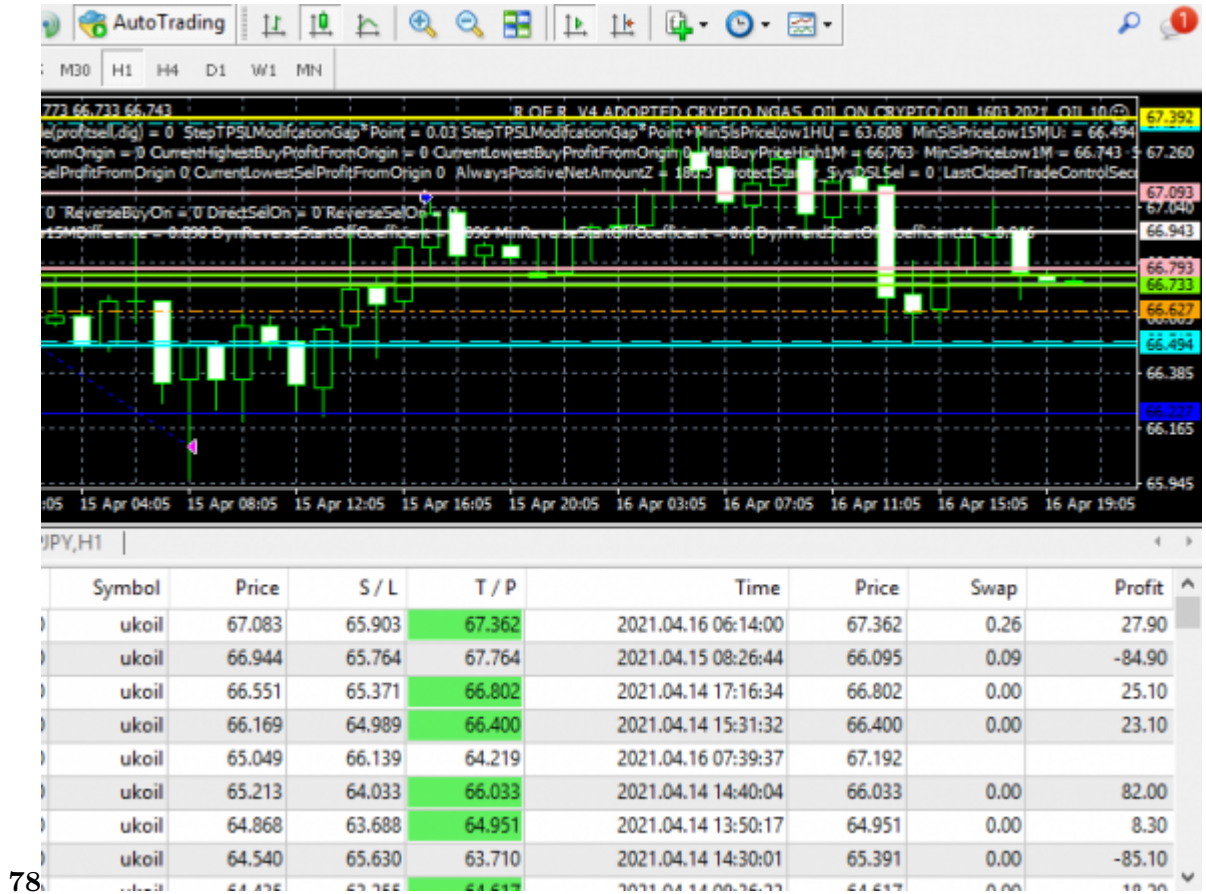 AutoTrading
1
M30 H1 H4 D1 W1 MN
773 66.733 66.743
R OF R V4 ADOPTED CRYPTO NGAS OIL ON CRYPTO OIL 1603 2021 OIL 10
67.392
e(profitsell,dig) = 0 StepTPSLModifcationGap*Point = 0.03 StepTPSLModifcationGap*Point+MinSlsPriceLow1HU = 63.608 MinSlsPriceLow15MU: = 66.494
FromOrigin = 0 CurrentHighestBuyProfitFromOrigin = 0 CurrentLowestBuyProfitFromOrigin 0 MaxBuyPriceHigh1M = 66.763 MinSlsPriceLow1M = 66.743
67.260
SelProfitFromOrigin 0 CurrentLowestSelProfitFromOrigin 0 AlwaysPositiveNetAmountZ = SysDSLSel = 0 LastClosedTradeControlSec
67.093
67.040
0 ReverseBuyOn = 0 DirectSelOn = 0 ReverseSelOn =
66.943
66.793
66.733
66.627
66.494
66.385
66.227
66.165
65.945
:05 15 Apr 04:05 15 Apr 08:05 15 Apr 12:05 15 Apr 16:05 15 Apr 20:05 16 Apr 03:05 16 Apr 07:05 16 Apr 11:05 16 Apr 15:05 16 Apr 19:05
JPY,H1
Symbol Price S / L T / P Time Price Swap Profit
ukoil 67.083 65.903 67.362 2021.04.16 06:14:00 67.362 0.26 27.90
ukoil 66.944 65.764 67.764 2021.04.15 08:26:44 66.095 0.09 -84.90
ukoil 66.551 65.371 66.802 2021.04.14 17:16:34 66.802 0.00 25.10
ukoil 66.169 64.989 66.400 2021.04.14 15:31:32 66.400 0.00 23.10
ukoil 65.049 66.139 64.219 2021.04.16 07:39:37 67.192
ukoil 65.213 64.033 66.033 2021.04.14 14:40:04 66.033 0.00 82.00
ukoil 64.868 63.688 64.951 2021.04.14 13:50:17 64.951 0.00 8.30
ukoil 64.540 65.630 63.710 2021.04.14 14:30:01 65.391 0.00 -85.10
78